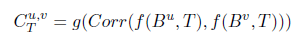 $C_T^{u,v} = g(Corr(f(B^u, T), f(B^v, T)))$